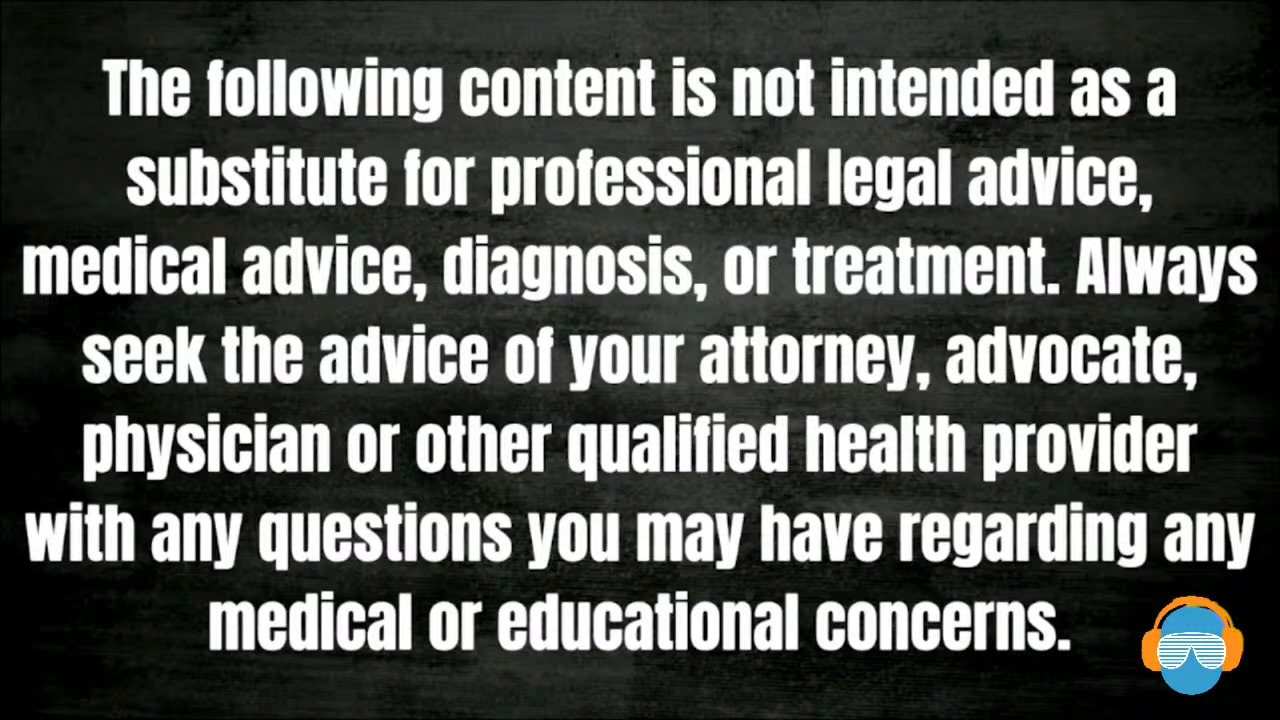 The following content is not intended as a
substitute for professional legal advice,
medical advice, diagnosis, or treatment. Always
seek the advice of your attorney, advocate,
physician or other qualified health provider
with any questions you may have regarding any
medical or educational concerns.